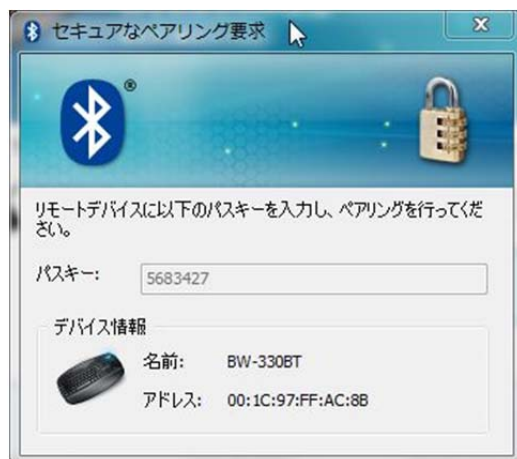 セキュアなペアリング要求
®
リモートデバイスに以下のパスキーを入力し、ペアリングを行ってくだ
さい。
パスキー: 5683427
デバイス情報
名前: BW-330BT
アドレス: 00:1C:97:FF:AC:8B